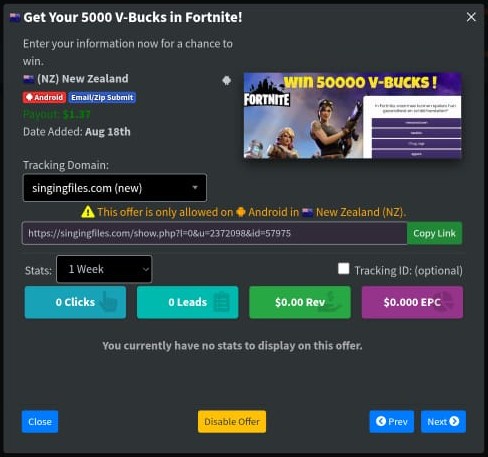 Get Your 5000 V-Bucks in Fortnite!
Enter your information now for a chance to
win.
(NZ) New Zealand
Android
Email/Zip Submit
Payout: $1.37
Date Added: Aug 18th
WIN 50000 V-BUCKS !
FORTNITE
Tracking Domain:
singingfiles.com (new)
This offer is only allowed on Android in New Zealand (NZ).
https://singingfiles.com/show.php?l=0&u=2372098&id=57975
Copy Link
Stats:
1 Week
Tracking ID: (optional)
0 Clicks
0 Leads
$0.00 Rev
$0.000 EPC
You currently have no stats to display on this offer.
Close
Disable Offer
Prev
Next